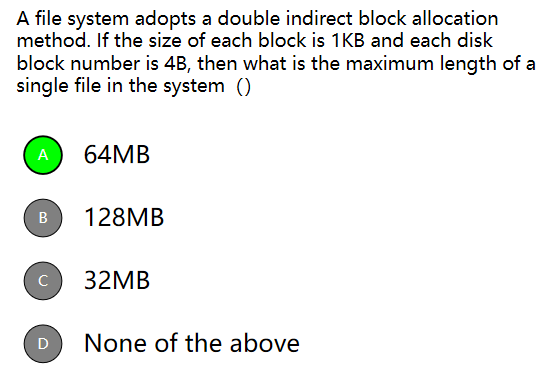 A file system adopts a double indirect block allocation
method. If the size of each block is 1KB and each disk
block number is 4B, then what is the maximum length of a
single file in the system ()
A 64MB
B 128MB
C 32MB
D None of the above